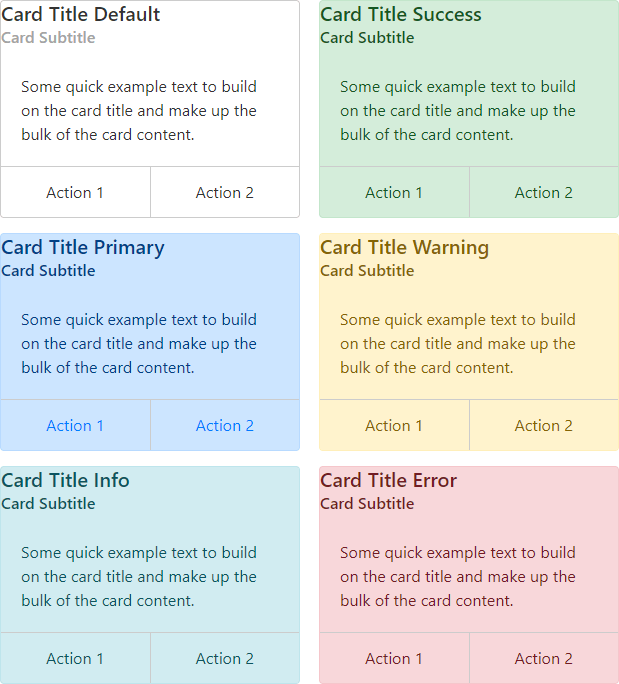 Card Title Default
Card Subtitle
Some quick example text to build
on the card title and make up the
bulk of the card content.
Action 1
Action 2
Card Title Success
Card Subtitle
Some quick example text to build
on the card title and make up the
bulk of the card content.
Action 1
Action 2
Card Title Primary
Card Subtitle
Some quick example text to build
on the card title and make up the
bulk of the card content.
Action 1
Action 2
Card Title Warning
Card Subtitle
Some quick example text to build
on the card title and make up the
bulk of the card content.
Action 1
Action 2
Card Title Info
Card Subtitle
Some quick example text to build
on the card title and make up the
bulk of the card content.
Action 1
Action 2
Card Title Error
Card Subtitle
Some quick example text to build
on the card title and make up the
bulk of the card content.
Action 1
Action 2